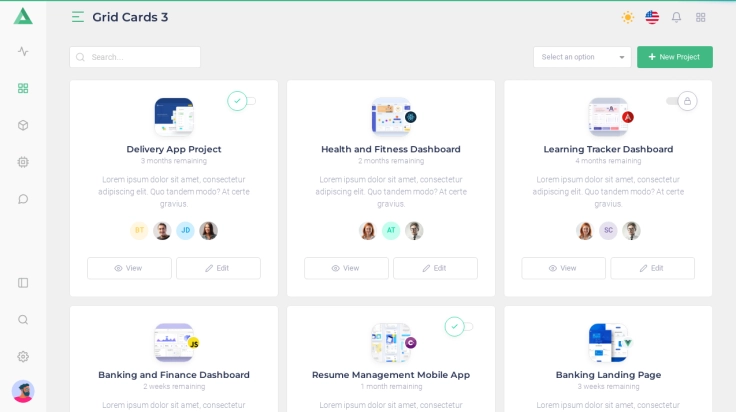 Grid Cards 3
Search...
Select an option
New Project
Delivery App Project
3 months remaining
Lorem ipsum dolor sit amet, consectetur
adipiscing elit. Quo tandem modo? At certe
gravius.
BT
JD
View
Edit
Health and Fitness Dashboard
2 months remaining
Lorem ipsum dolor sit amet, consectetur
adipiscing elit. Quo tandem modo? At certe
gravius.
AT
View
Edit
Learning Tracker Dashboard
4 months remaining
Lorem ipsum dolor sit amet, consectetur
adipiscing elit. Quo tandem modo? At certe
gravius.
SC
View
Edit
JS
Banking and Finance Dashboard
2 weeks remaining
Lorem ipsum dolor sit amet, consectetur
Resume Management Mobile App
1 month remaining
Lorem ipsum dolor sit amet, consectetur
Banking Landing Page
3 weeks remaining
Lorem ipsum dolor sit amet, consectetur